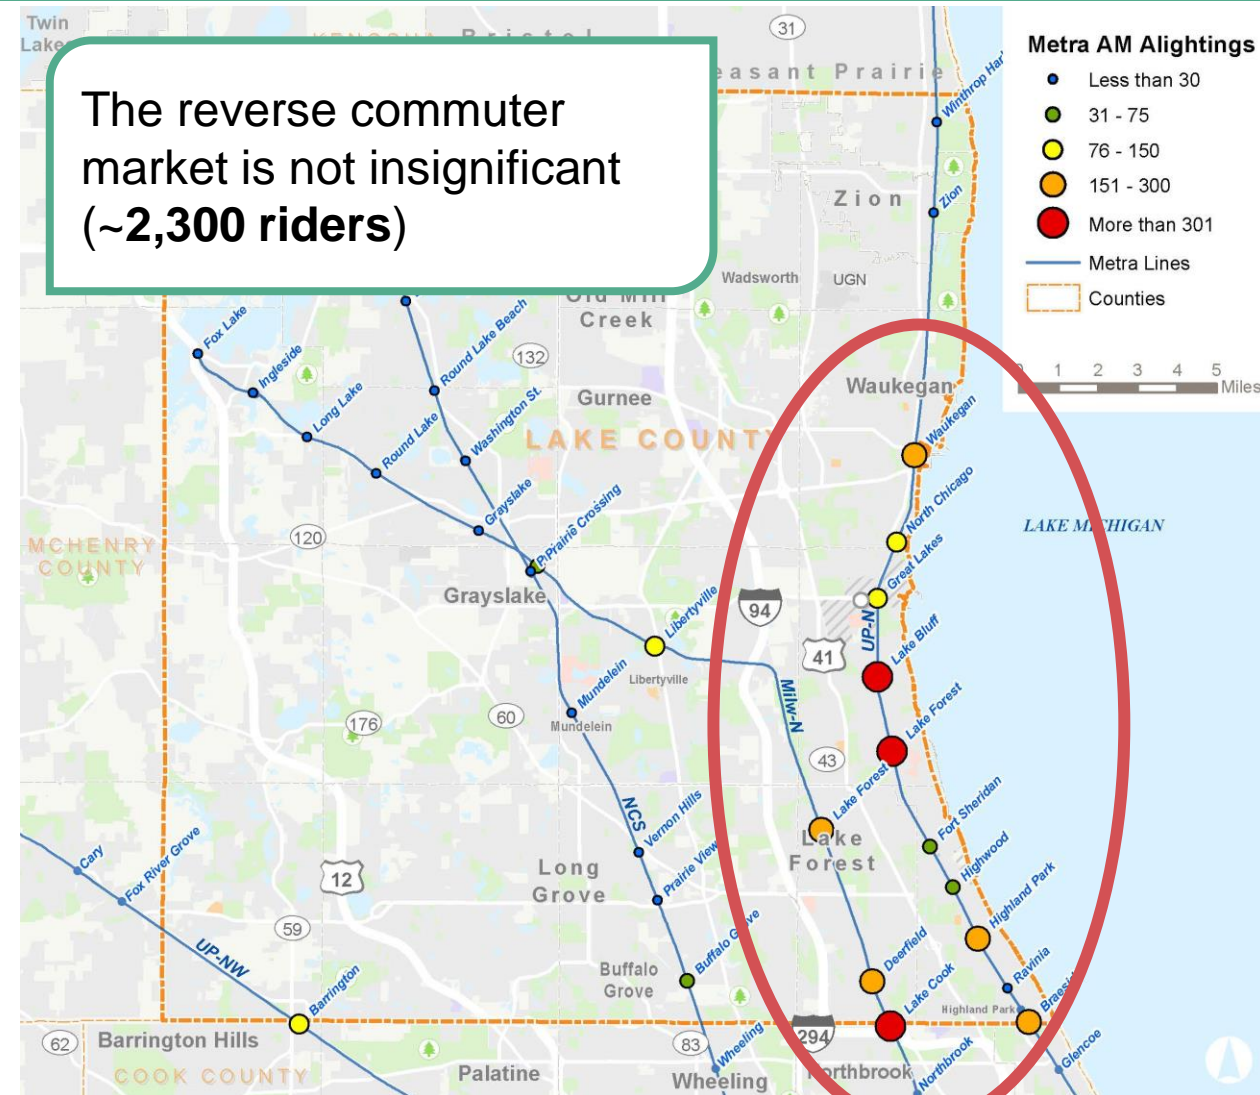 Twin
Lakes
KENOSHA
Bristol
31
easant Prairie
Winthrop Har
The reverse commuter
market is not insignificant
(~2,300 riders)
Metra AM Alightings
Less than 30
31 - 75
76 - 150
151 - 300
More than 301
Metra Lines
Counties
0 1 2 3 4 5
Miles
Zion
Zion
Wadsworth
UGN
Old Mill
Creek
Fox Lake
Ingleside
Long Lake
Round Lake
Round Lake Beach
Washington St.
132
Gurnee
Waukegan
Waukegan
LAKE COUNTY
Grayslake
Prairie Crossing
North Chicago
LAKE MICHIGAN
120
MCHENRY
COUNTY
Grayslake
Great Lakes
94
Libertyville
Libertyville
UP-N
41
Lake Bluff
Mundelein
Mundelein
60
176
Milw-N
43
Lake Forest
Lake Forest
Lake
Forest
NCS
Vernon Hills
Prairie View
Fort Sheridan
Highwood
Highland Park
Cary
Fox River Grove
12
Long
Grove
59
UP-NW
Barrington
Buffalo
Grove
Buffalo Grove
Deerfield
Lake Cook
Ravinia
Highland Park
Braeside
62
Barrington Hills
COOK COUNTY
Palatine
83
Wheeling
Wheeling
294
Northbrook
Northbrook
Glencoe